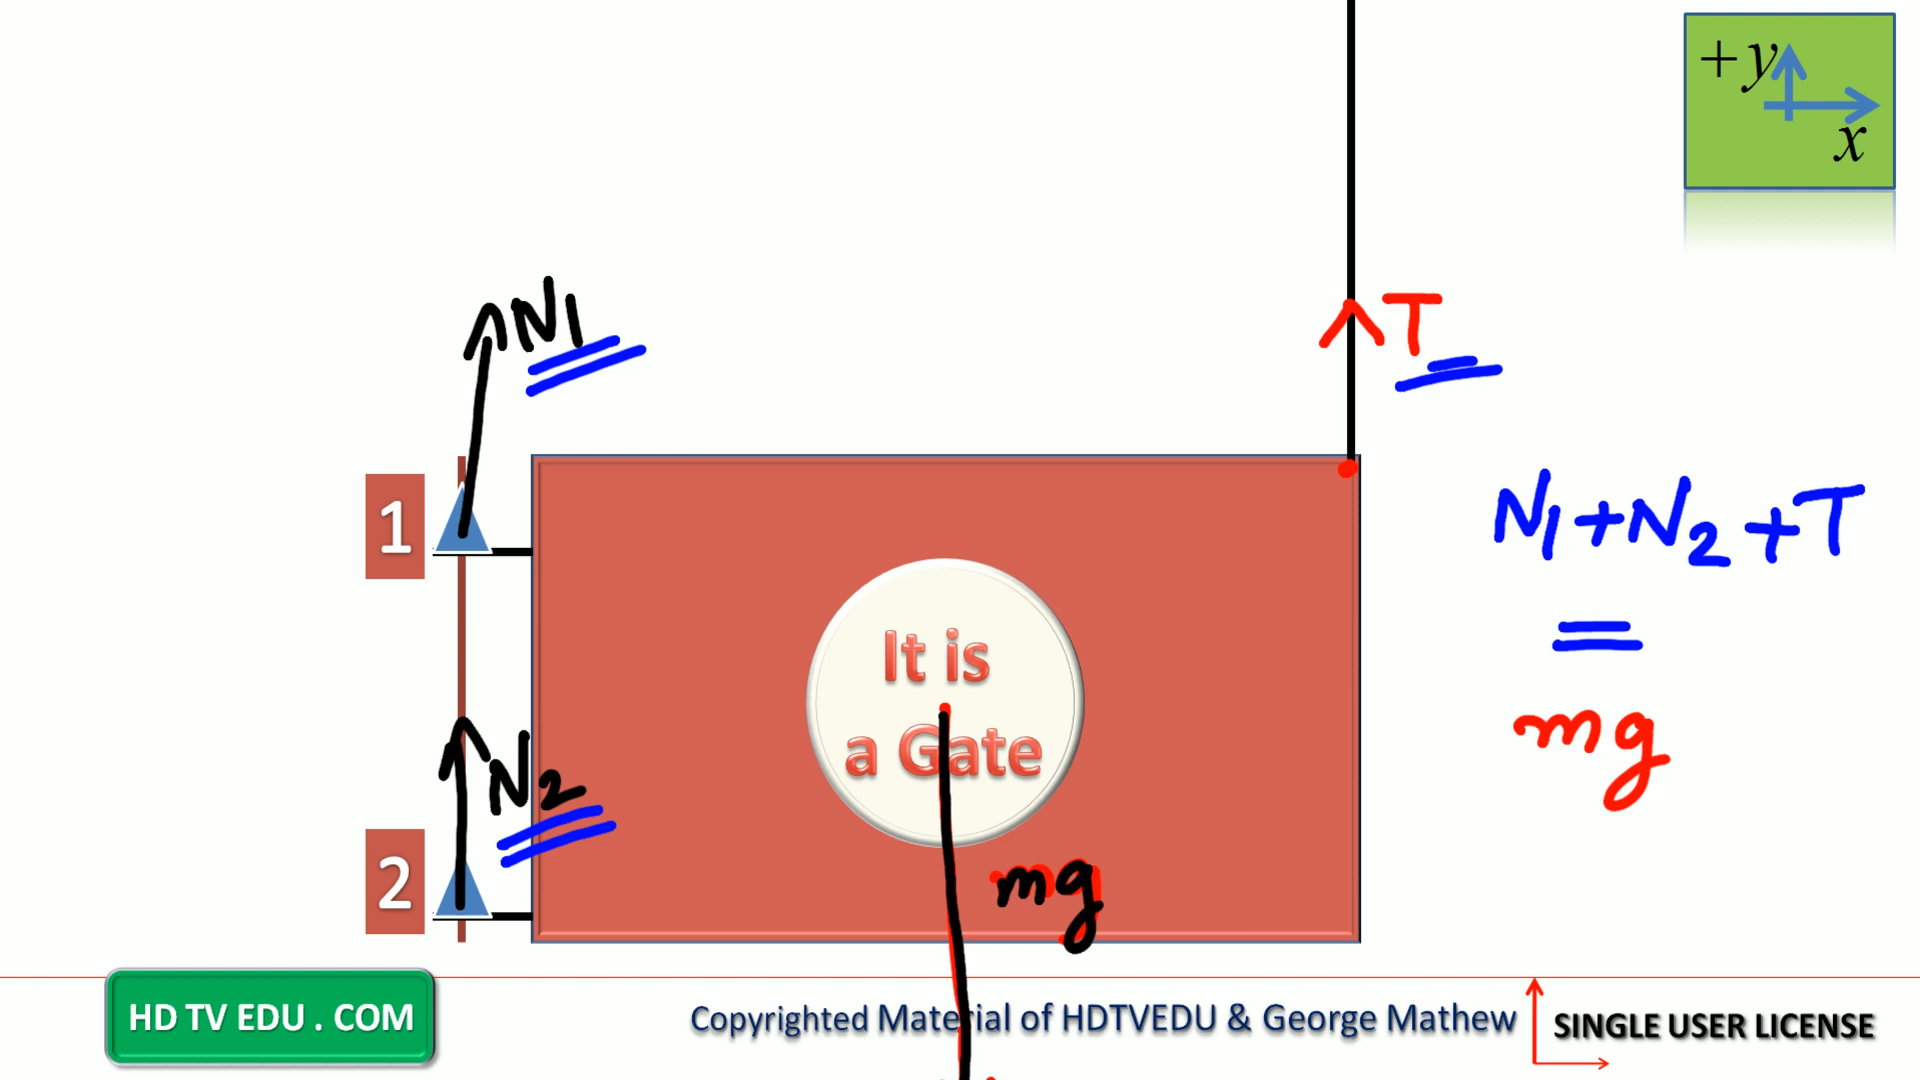 +y
x
N1
T
1
N1+N2+T
=
mg
It is
a Gate
N2
2
mg
HD TV EDU . COM
Copyrighted Material of HDTVEDU & George Mathew
SINGLE USER LICENSE